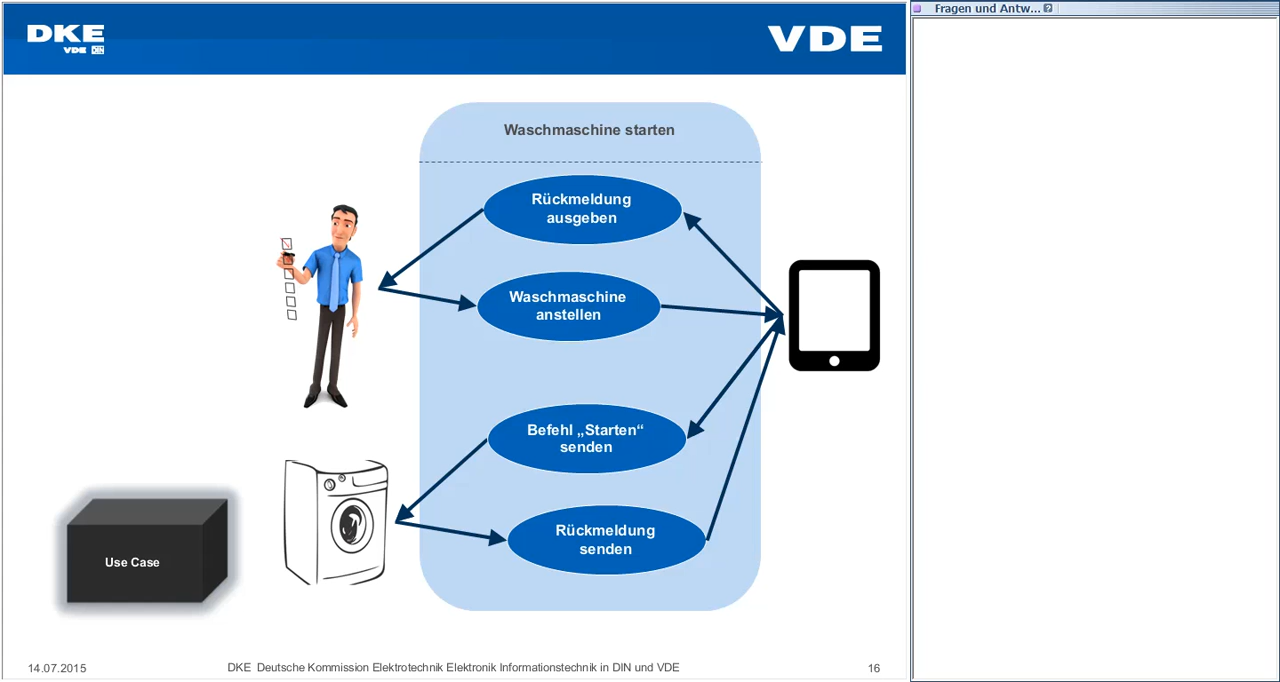 DKE
VDE DIN
VDE
Fragen und Antw...
Waschmaschine starten
Rückmeldung
ausgeben
Waschmaschine
anstellen
Befehl „Starten“
senden
Rückmeldung
senden
Use Case
14.07.2015
DKE Deutsche Kommission Elektrotechnik Elektronik Informationstechnik in DIN und VDE
16